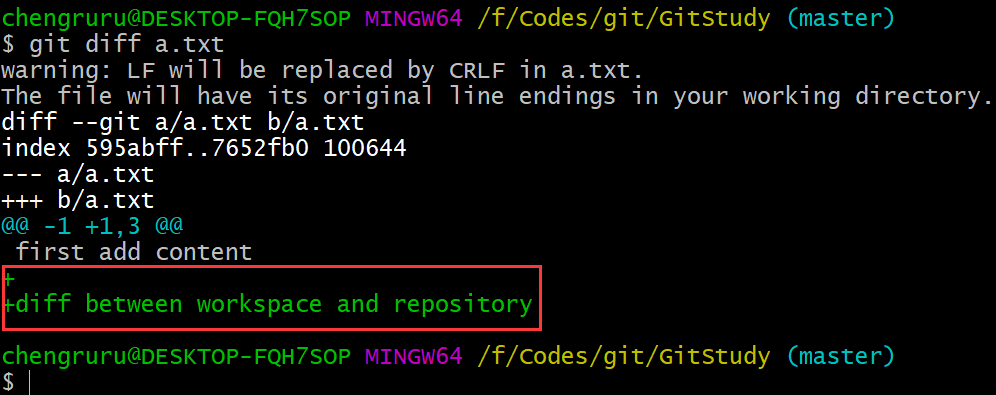 chengruru@DESKTOP-FQH7SOP MINGW64 /f/Codes/git/GitStudy (master)
$ git diff a.txt
warning: LF will be replaced by CRLF in a.txt.
The file will have its original line endings in your working directory.
diff --git a/a.txt b/a.txt
index 595abff..7652fb0 100644
--- a/a.txt
+++ b/a.txt
@@ -1 +1,3 @@
 first add content
+
+diff between workspace and repository
chengruru@DESKTOP-FQH7SOP MINGW64 /f/Codes/git/GitStudy (master)
$